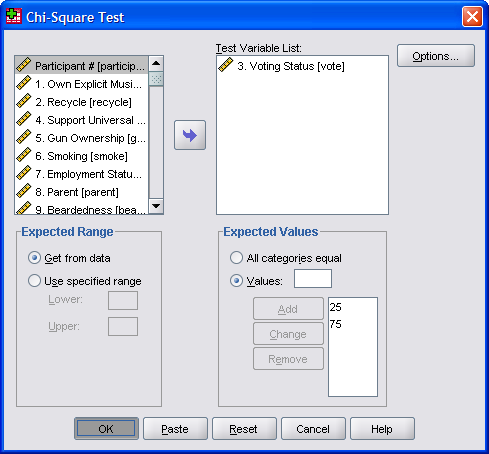 Chi-Square Test
Test Variable List:
Participant # [particip...
1. Own Explicit Musi...
2. Recycle [recycle]
4. Support Universal ...
5. Gun Ownership [g...
6. Smoking [smoke]
7. Employment Statu...
8. Parent [parent]
9. Beardedness [bea...
3. Voting Status [vote]
Options...
Expected Range
Get from data
Use specified range
Lower:
Upper:
Expected Values
All categories equal
Values:
Add
Change
Remove
25
75
OK
Paste
Reset
Cancel
Help